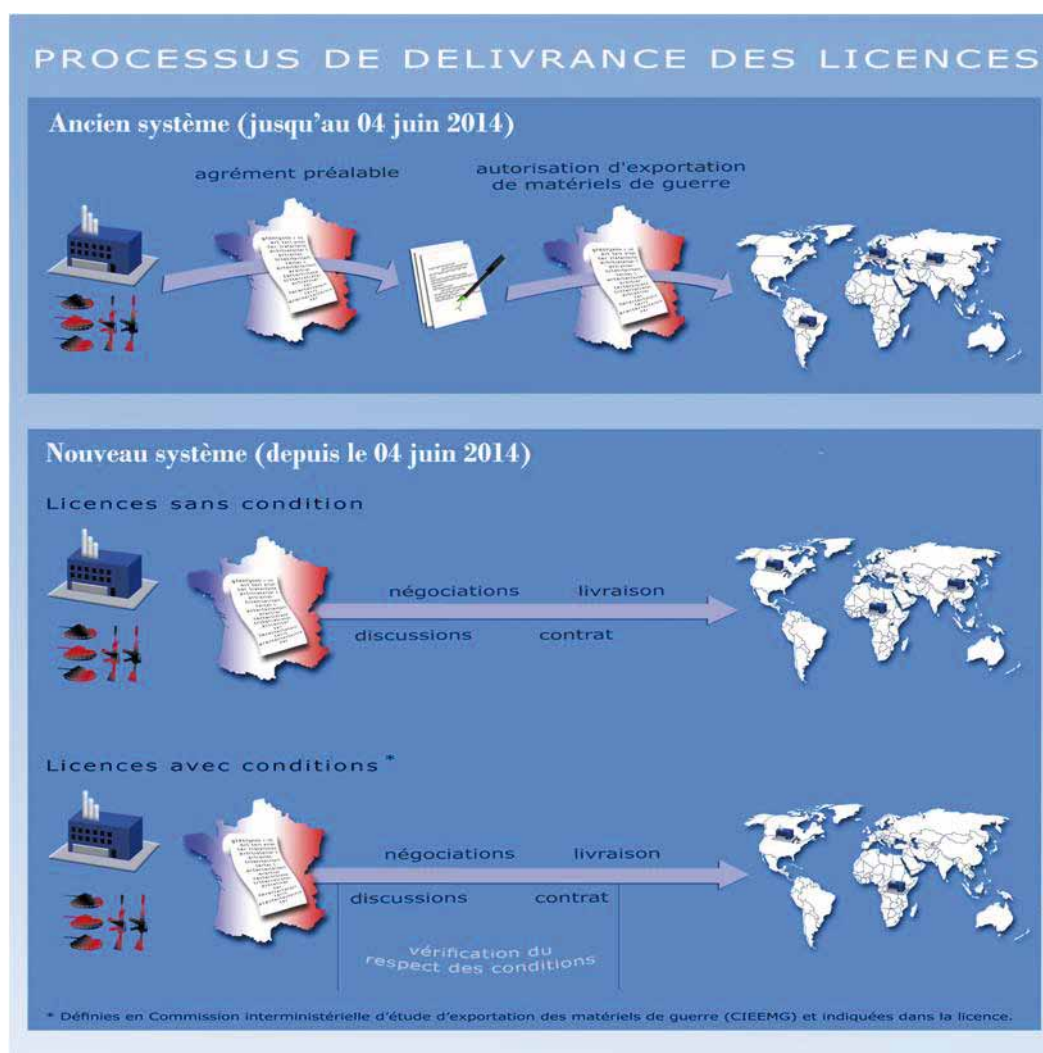 PROCESSUS DE DELIVRANCE DES LICENCES
Ancien système (jusqu'au 04 juin 2014)
agrément préalable
autorisation d'exportation
de matériels de guerre
Nouveau système (depuis le 04 juin 2014)
Licences sans condition
négociations livraison
discussions contrat
Licences avec conditions *
négociations livraison
discussions contrat
vérification du
respect des conditions
* Définies en Commission interministérielle d'étude d'exportation des matériels de guerre (CIEEMG) et indiquées dans la licence.